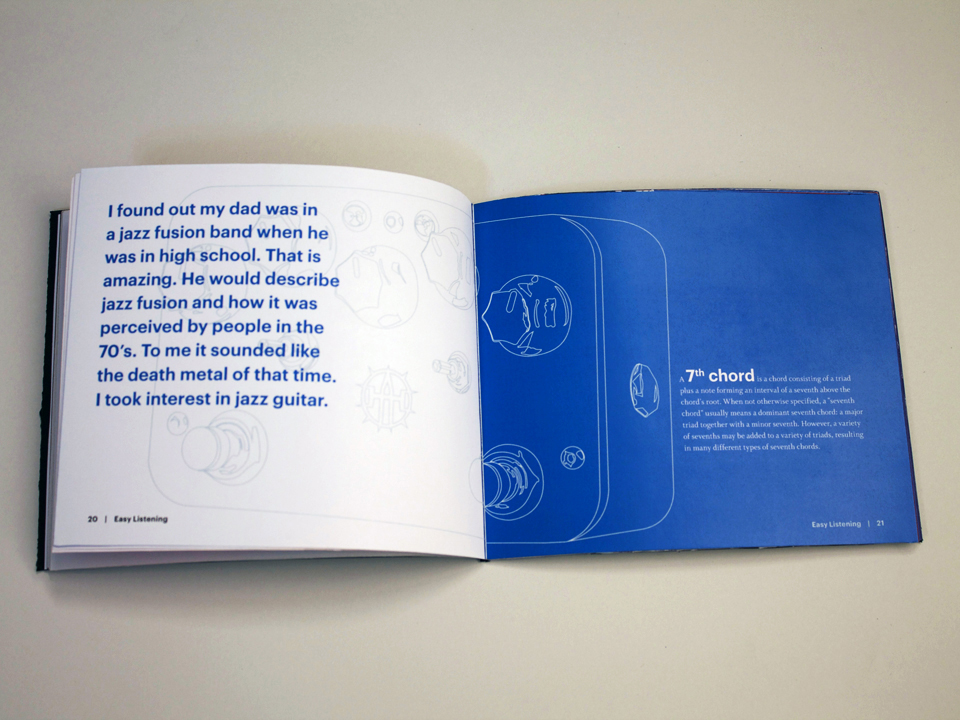 I found out my dad was in
a jazz fusion band when he
was in high school. That is
amazing. He would describe
jazz fusion and how it was
perceived by people in the
70's. To me it sounded like
the death metal of that time.
I took interest in jazz guitar.
20 | Easy Listening
A 7th chord is a chord consisting of a triad
plus a note forming an interval of a seventh above the
chord's root. When not otherwise specified, a "seventh
chord" usually means a dominant seventh chord: a major
triad together with a minor seventh. However, a variety
of sevenths may be added to a variety of triads, resulting
in many different types of seventh chords.
Easy Listening | 21